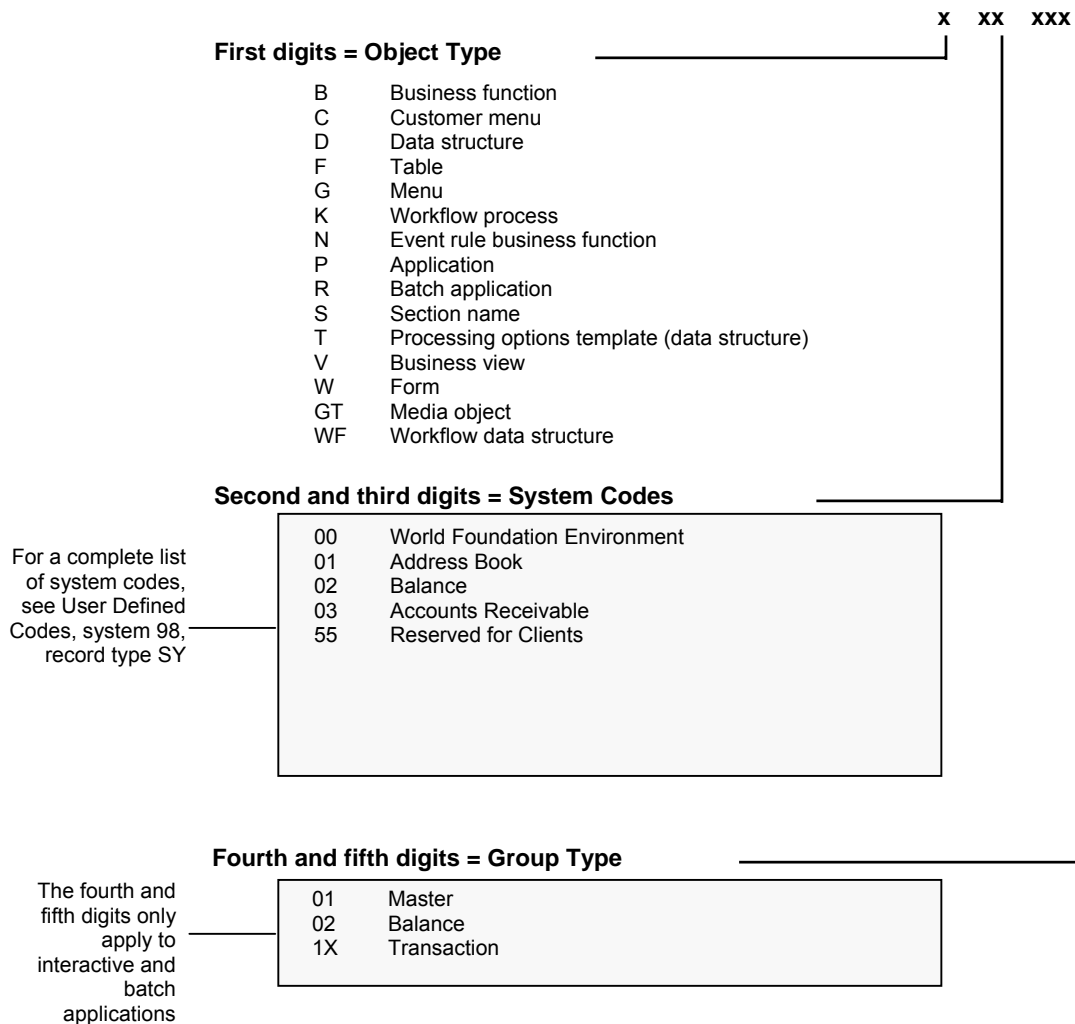 x xx xxx
First digits = Object Type
B Business function
C Customer menu
D Data structure
F Table
G Menu
K Workflow process
N Event rule business function
P Application
R Batch application
S Section name
T Processing options template (data structure)
V Business view
W Form
GT Media object
WF Workflow data structure
Second and third digits = System Codes
For a complete list
of system codes,
see User Defined
Codes, system 98,
record type SY
00 World Foundation Environment
01 Address Book
02 Balance
03 Accounts Receivable
55 Reserved for Clients
Fourth and fifth digits = Group Type
The fourth and
fifth digits only
apply to
interactive and
batch
applications
01 Master
02 Balance
1X Transaction